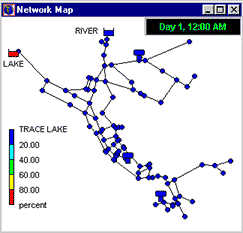 Network Map
Day 1, 12:00 AM
RIVER
LAKE
TRACE LAKE
20.00
40.00
60.00
80.00
percent